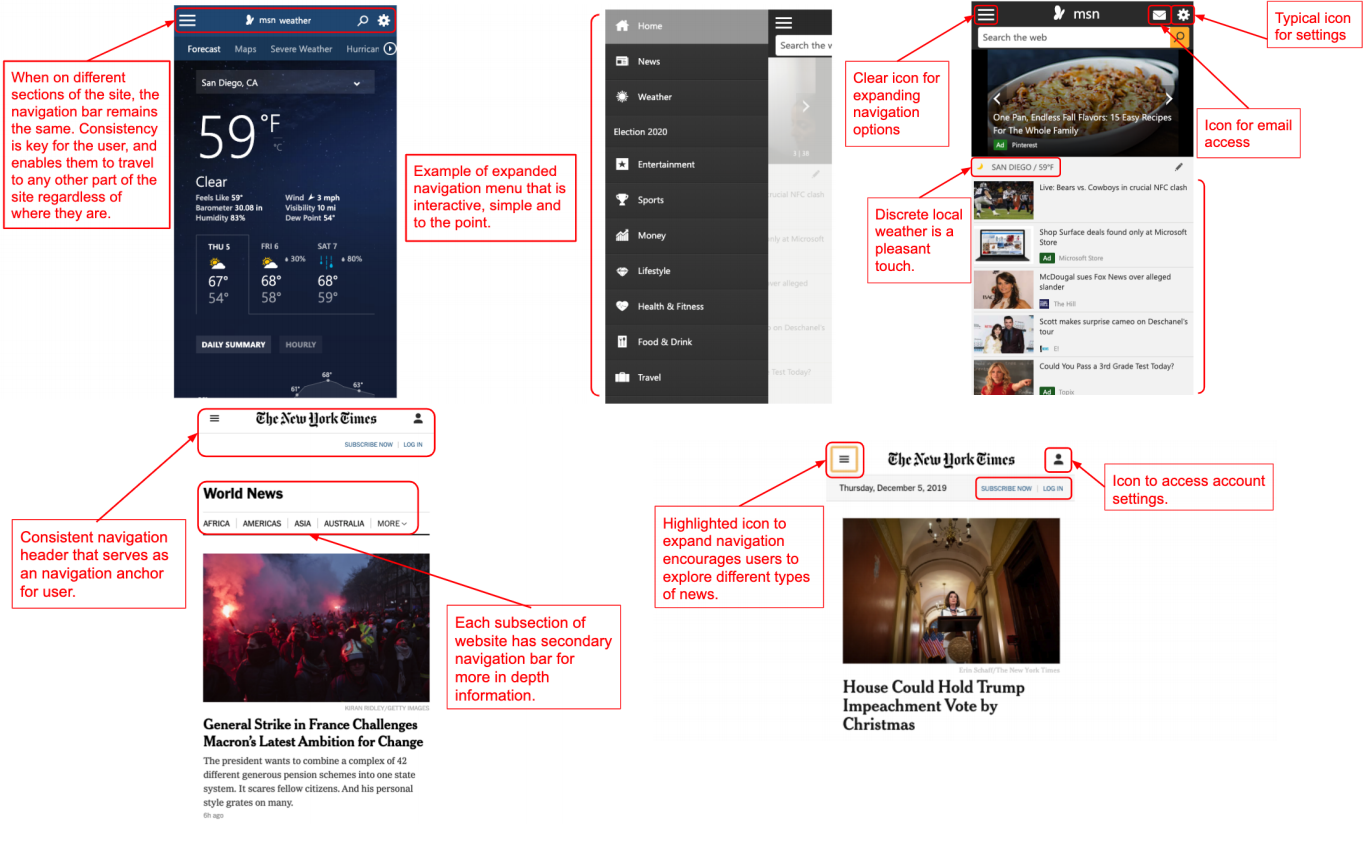 When on different
sections of the site, the
navigation bar remains
the same. Consistency
is key for the user, and
enables them to travel
to any other part of the
site regardless of
where they are.
msn weather
Forecast Maps Severe Weather Hurrican
San Diego, CA
59°F
°C
Clear
Feels Like 59°
Barometer 30.08 in
Humidity 83%
Wind 3 mph
Visibility 10 mi
Dew Point 54°
THU 5 FRI 6 SAT 7
30% 80%
67° 68° 68°
54° 58° 59°
DAILY SUMMARY HOURLY
61° 68° 63°
Example of expanded
navigation menu that is
interactive, simple and
to the point.
Home
News
Weather
Election 2020
Entertainment
Sports
Money
Lifestyle
Health & Fitness
Food & Drink
Travel
Search the w
3 | 36
rucial NFC clash
nly at Microsoft
ver alleged
o on Deschanel's
Test Today?
Clear icon for
expanding
navigation
options
Discrete local
weather is a
pleasant
touch.
msn
Search the web
One Pan, Endless Fall Flavors: 15 Easy Recipes
For The Whole Family
Ad Pinterest
SAN DIEGO / 59°F
Live: Bears vs. Cowboys in crucial NFC clash
Shop Surface deals found only at Microsoft
Store
Ad Microsoft Store
McDougal sues Fox News over alleged
slander
The Hill
Scott makes surprise cameo on Deschanel's
tour
E!
Could You Pass a 3rd Grade Test Today?
Ad Topix
Typical icon
for settings
Icon for email
access
The New York Times
SUBSCRIBE NOW | LOG IN
World News
AFRICA | AMERICAS | ASIA | AUSTRALIA | MORE
Consistent navigation
header that serves as
an navigation anchor
for user.
Each subsection of
website has secondary
navigation bar for
more in depth
information.
KIRAN RIDLEY/GETTY IMAGES
General Strike in France Challenges
Macron's Latest Ambition for Change
The president wants to combine a complex of 42
different generous pension schemes into one state
system. It scares fellow citizens. And his personal
style grates on many.
6h ago
Highlighted icon to
expand navigation
encourages users to
explore different types
of news.
The New York Times
Thursday, December 5, 2019
SUBSCRIBE NOW | LOG IN
Icon to access account
settings.
Erin Schaff/The New York Times
House Could Hold Trump
Impeachment Vote by
Christmas